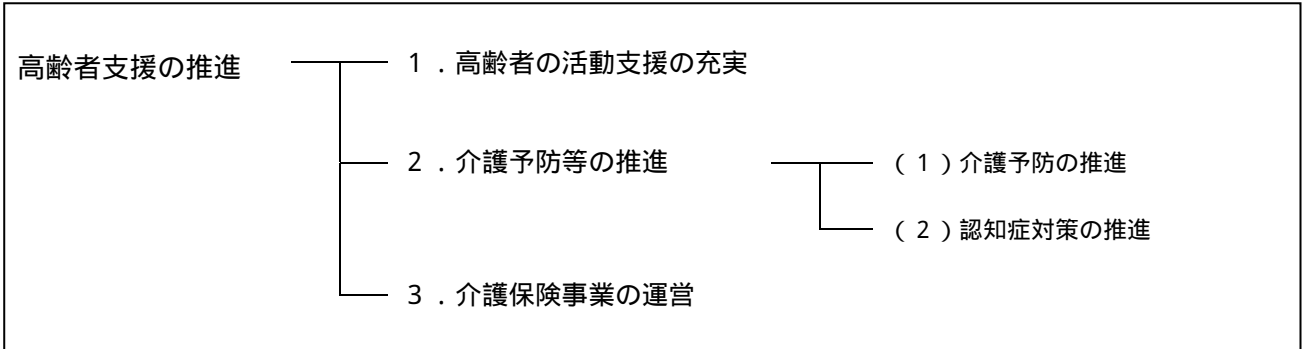 高齢者支援の推進
1．高齢者の活動支援の充実
2．介護予防等の推進
(1)介護予防の推進
(2)認知症対策の推進
3．介護保険事業の運営